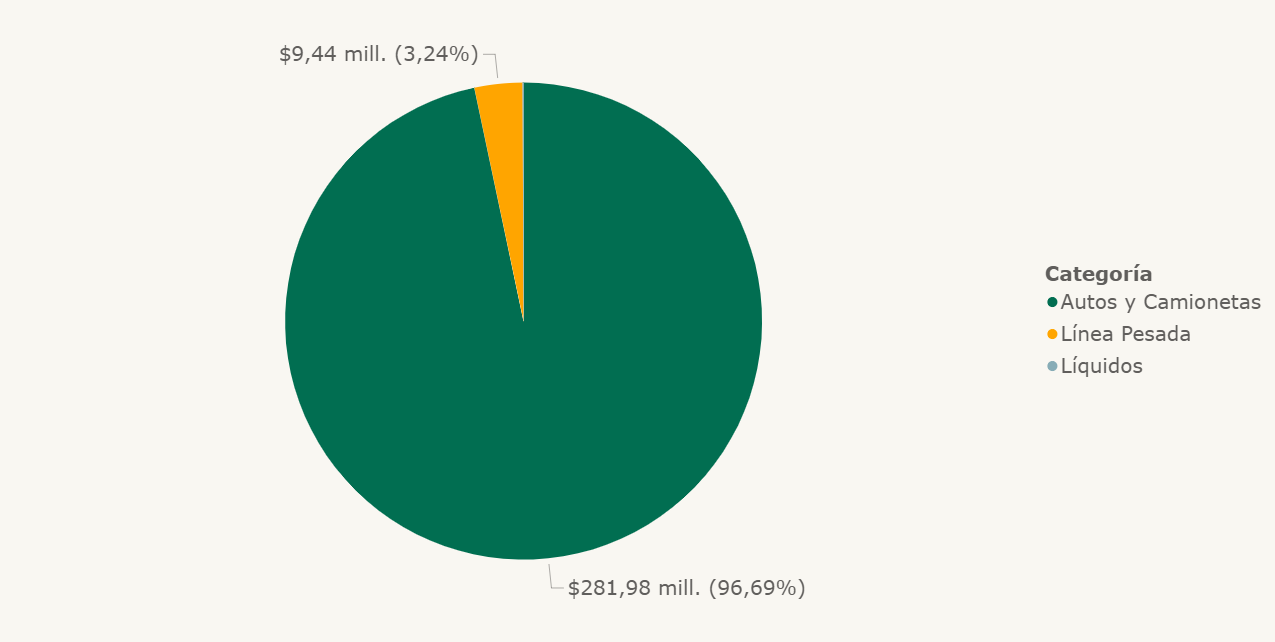 $9,44 mill. (3,24%)
Categoría
Autos y Camionetas
Línea Pesada
Líquidos
$281,98 mill. (96,69%)